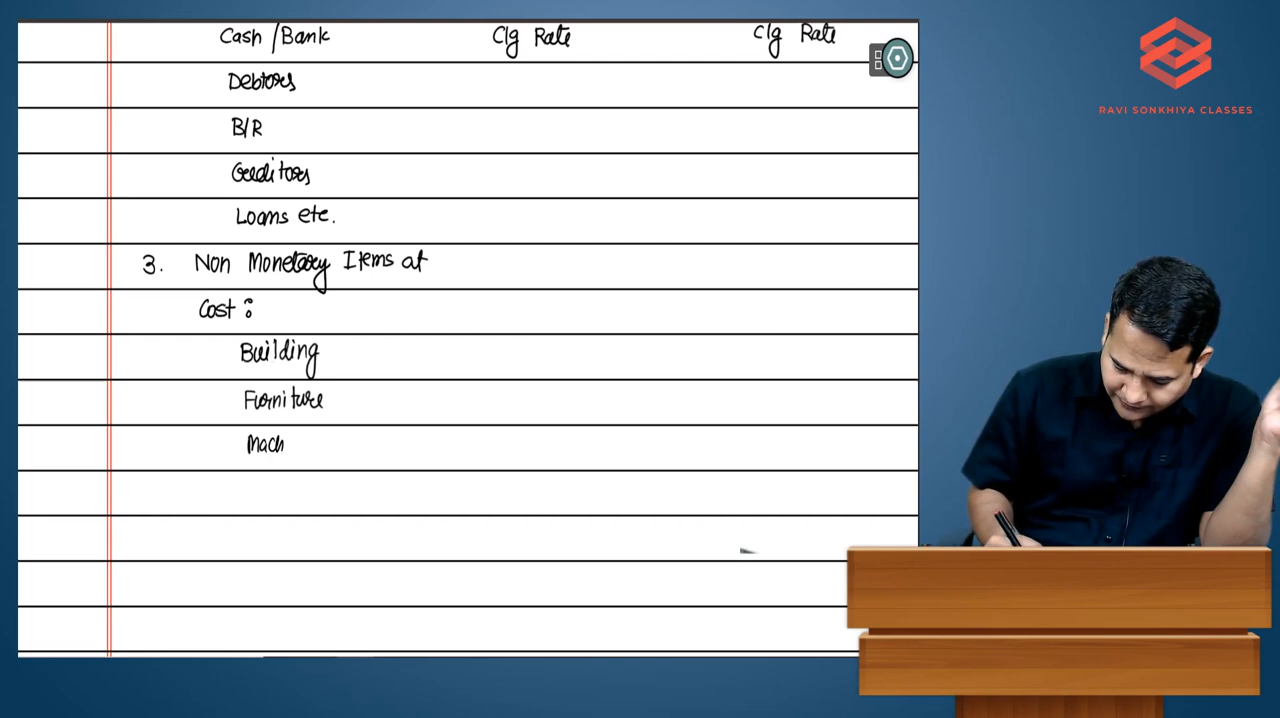 Cash/Bank Clg Rate Clg Rate
Debtors
B/R
Creditors
Loans etc.
3. Non Monetary Items at
Cost :
Building
Furniture
Mach
RAVI SONKHIYA CLASSES